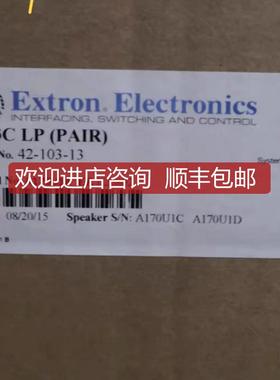 Extron Electronics
INTERFACING, SWITCHING AND CONTROL
C LP (PAIR)
No. 42-103-13
System
欢迎进店咨询 顺丰包邮
08/20/15 Speaker S/N: A170U1C A170U1D